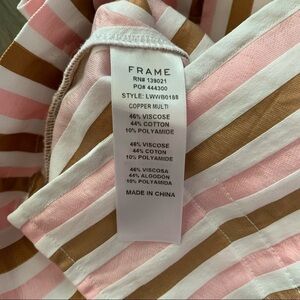 FRAME
RN# 139021
PO# 444300
STYLE: LWWB0188
COPPER MULTI
46% VISCOSE
44% COTTON
10% POLYAMIDE
46% VISCOSE
44% COTON
10% POLYAMIDE
46% VISCOSA
44% ALGODON
10% POLYAMIDA
MADE IN CHINA